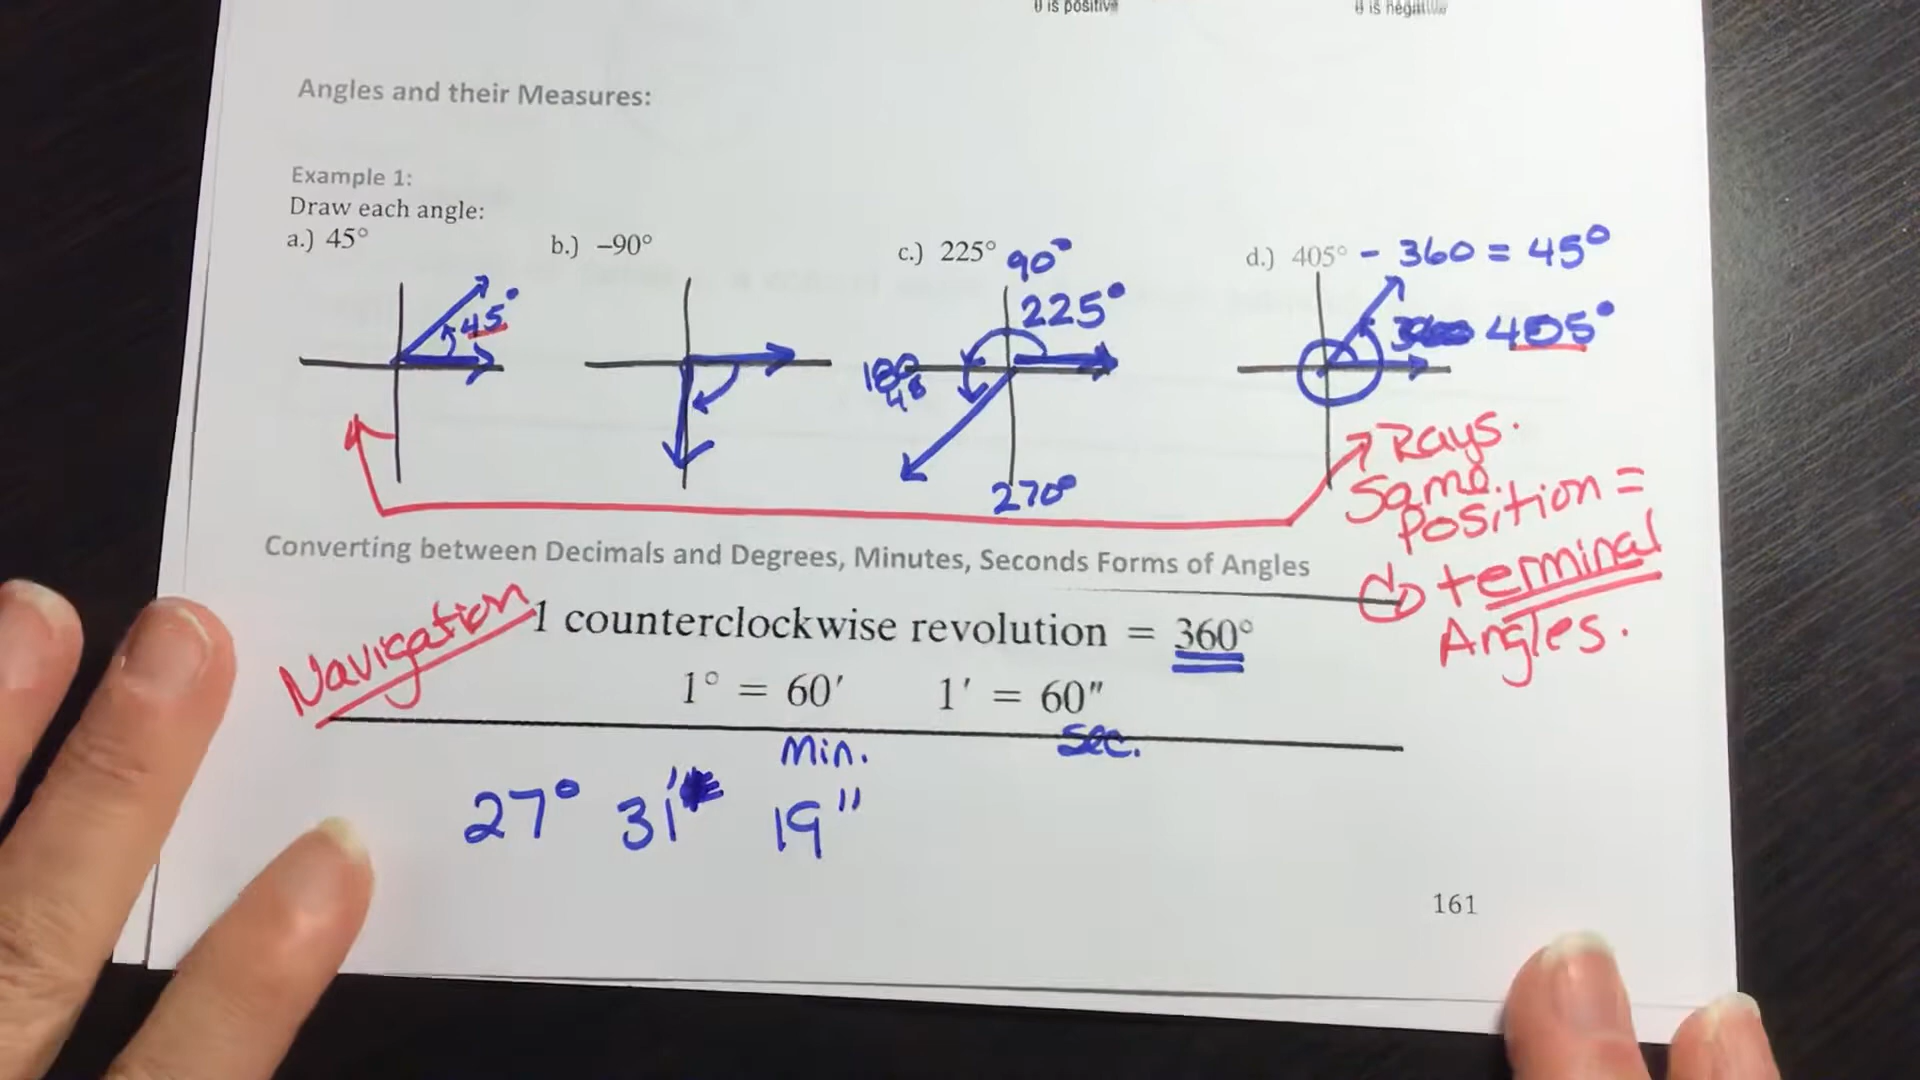 θ is positive
θ is negative
Angles and their Measures:
Example 1:
Draw each angle:
a.) 45°
b.) –90°
c.) 225° 90°
d.) 405° - 360 = 45°
45°
225°
405°
180
45
270°
Rays.
Same.
Position =
Coterminal
Angles.
Converting between Decimals and Degrees, Minutes, Seconds Forms of Angles
Navigation
1 counterclockwise revolution = 360°
1° = 60′ 1′ = 60″
Min. Sec.
27° 31' 19"
161